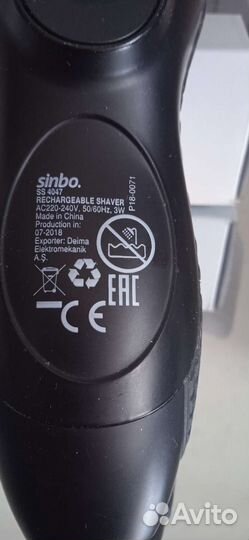 sinbo.
SS 4047
RECHARGEABLE SHAVER
AC220-240V, 50/60Hz, 3W
Made in China
Production in:
07-2018
Exporter: Deima
Elektromekanik
A.Ş.
P18-0071
CE
EAC
Avito